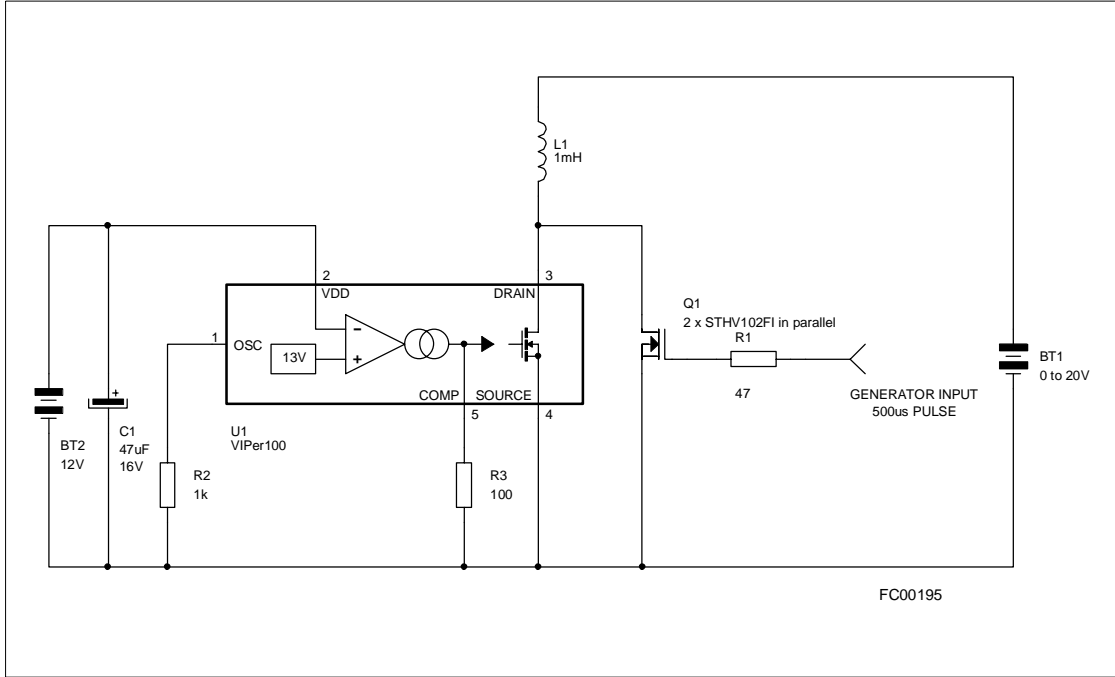 L1
1mH
2
3
VDD
DRAIN
Q1
2 x STHV102FI in parallel
R1
1
OSC
13V
-
+
47
GENERATOR INPUT
500us PULSE
BT1
0 to 20V
COMP
SOURCE
5
4
U1
VIPer100
+
C1
47uF
16V
BT2
12V
R2
1k
R3
100
FC00195